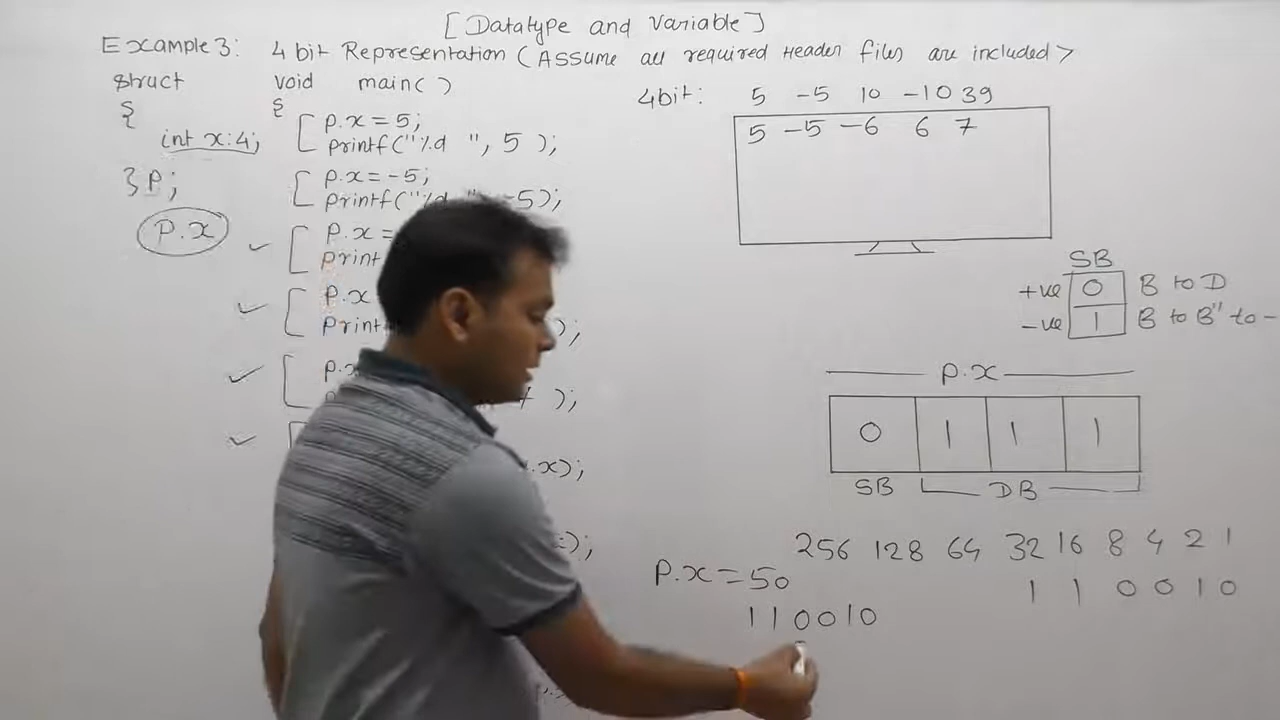 [Datatype and Variable]
Example3: 4 bit Representation (Assume all required Header files are included>
struct
{
int x:4;
}P;
P.x
void main( )
{
P.x = 5;
printf("%d ", 5 );
P.x = -5;
printf("%d -5);
P.x =
print
P.x
Print );
P.x
);
.x);
);
4bit: 5 -5 10 -10 39
5 -5 -6 6 7
SB
+ve 0 B to D
-ve 1 B to B" to -
P.x
0 1 1 1
SB DB
256 128 64 32 16 8 4 2 1
P.x = 50
1 1 0 0 1 0
110010